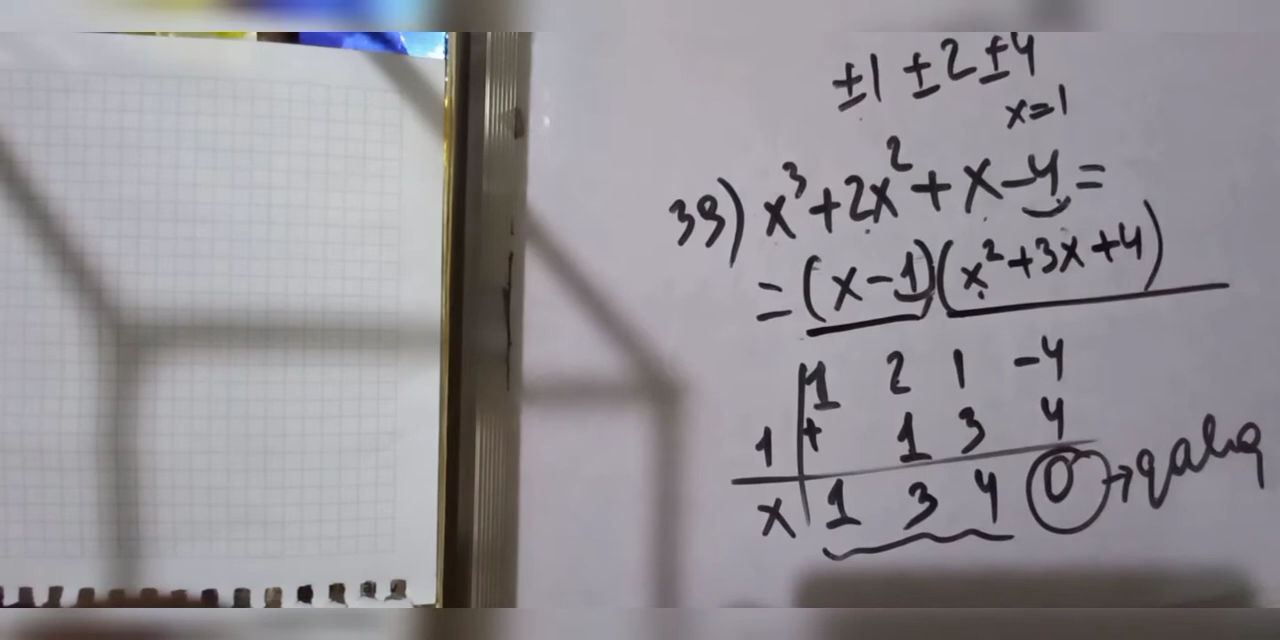 ±1 ±2 ±4
x=1
39) x³+2x²+x-4=
=(x-1)(x²+3x+4)
1 2 1 -4
1 + 1 3 4
x 1 3 4 0→qalıq